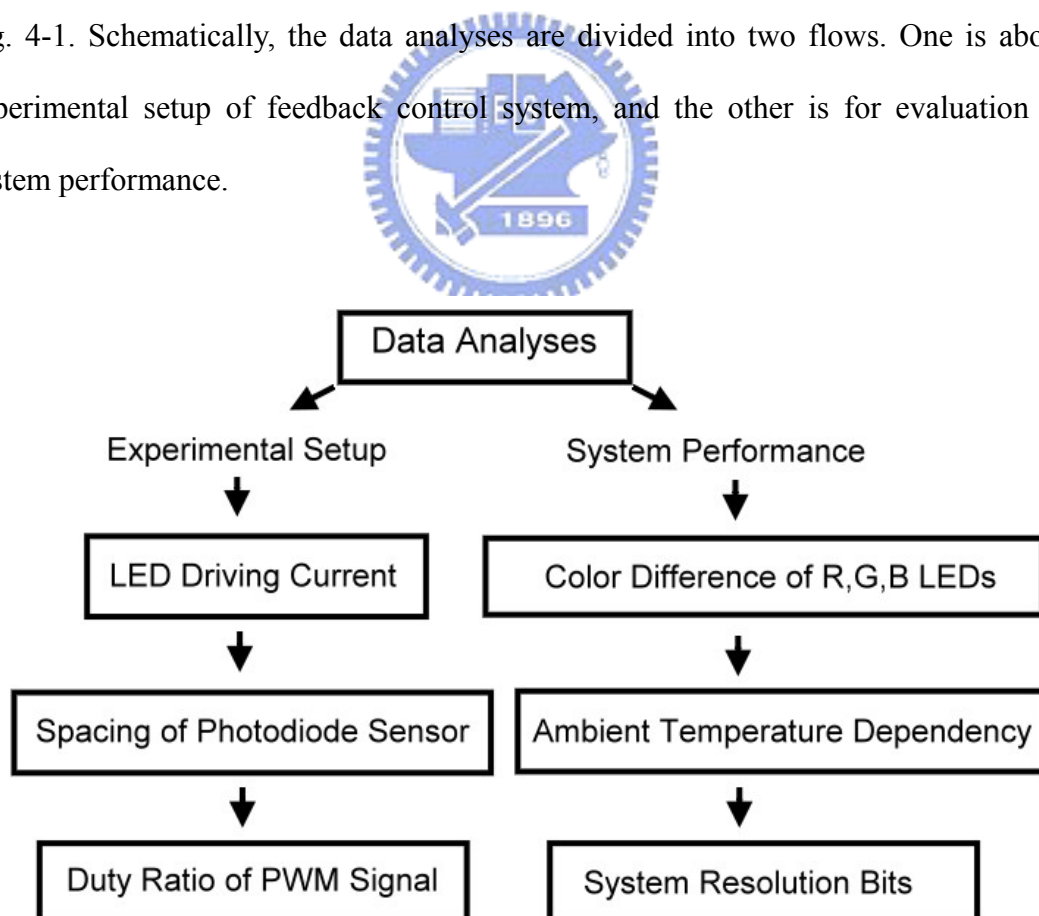 g. 4-1. Schematically, the data analyses are divided into two flows. One is abo
perimental setup of feedback control system, and the other is for evaluation
stem performance.
1896
Data Analyses
Experimental Setup
System Performance
LED Driving Current
Color Difference of R,G,B LEDs
Spacing of Photodiode Sensor
Ambient Temperature Dependency
Duty Ratio of PWM Signal
System Resolution Bits